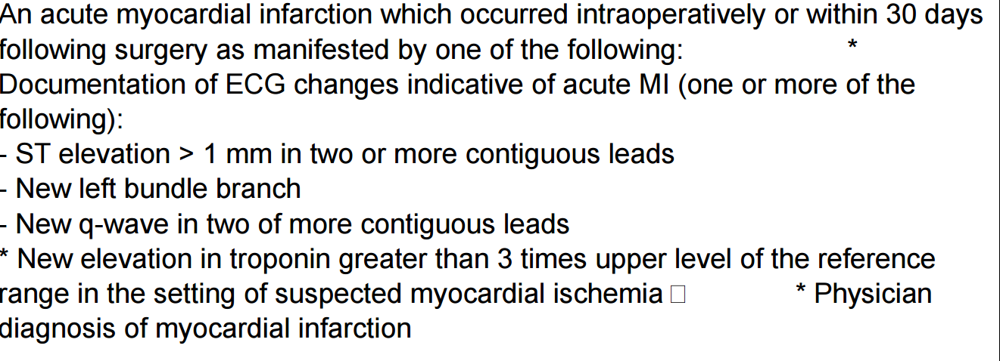 An acute myocardial infarction which occurred intraoperatively or within 30 days
following surgery as manifested by one of the following: *
Documentation of ECG changes indicative of acute MI (one or more of the
following):
- ST elevation > 1 mm in two or more contiguous leads
- New left bundle branch
- New q-wave in two of more contiguous leads
* New elevation in troponin greater than 3 times upper level of the reference
range in the setting of suspected myocardial ischemia □ * Physician
diagnosis of myocardial infarction